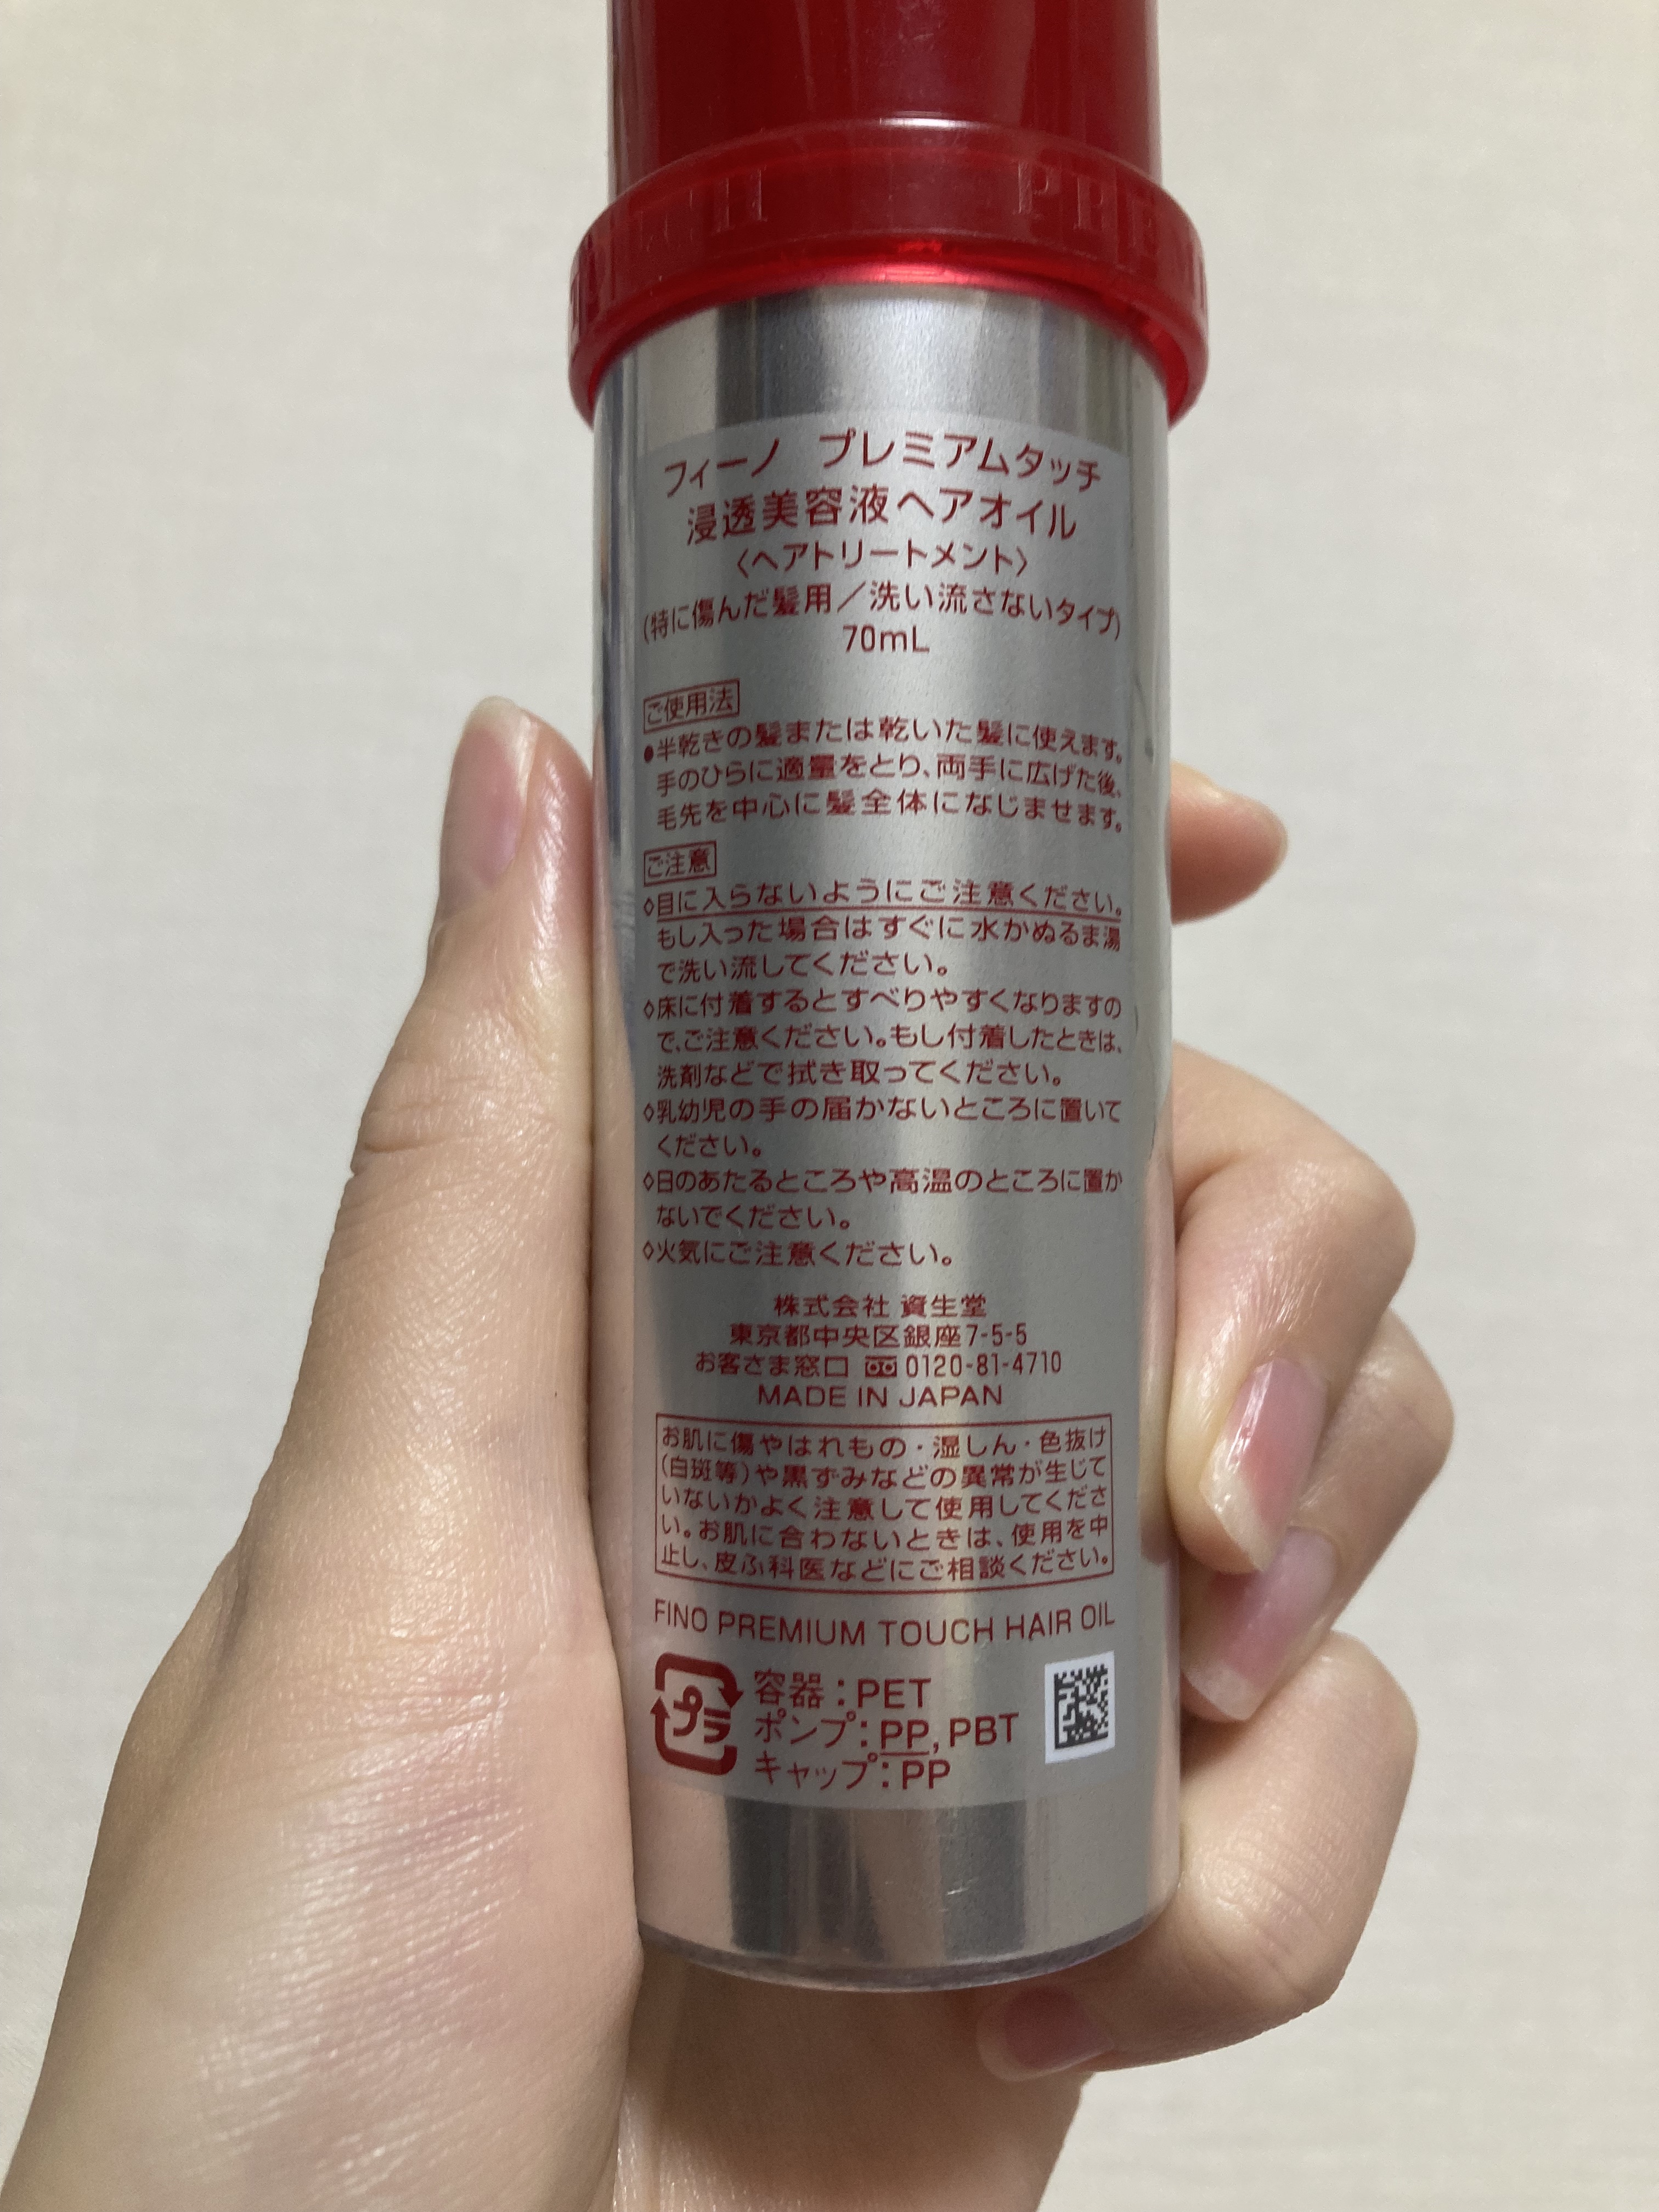 フィーノ　プレミアムタッチ
浸透美容液ヘアオイル
〈ヘアトリートメント〉
(特に傷んだ髪用／洗い流さないタイプ)
70mL
ご使用法
●半乾きの髪または乾いた髪に使えます。
手のひらに適量をとり、両手に広げた後、
毛先を中心に髪全体になじませます。
ご注意
◇目に入らないようにご注意ください。
もし入った場合はすぐに水かぬるま湯
で洗い流してください。
◇床に付着するとすべりやすくなりますの
で、ご注意ください。もし付着したときは、
洗剤などで拭き取ってください。
◇乳幼児の手の届かないところに置いて
ください。
◇日のあたるところや高温のところに置か
ないでください。
◇火気にご注意ください。
株式会社 資生堂
東京都中央区銀座7-5-5
お客さま窓口 0120-81-4710
MADE IN JAPAN
お肌に傷やはれもの・湿しん・色抜け
(白斑等)や黒ずみなどの異常が生じて
いないかよく注意して使用してくださ
い。お肌に合わないときは、使用を中
止し、皮ふ科医などにご相談ください。
FINO PREMIUM TOUCH HAIR OIL
プラ
容器：PET
ポンプ：PP, PBT
キャップ：PP